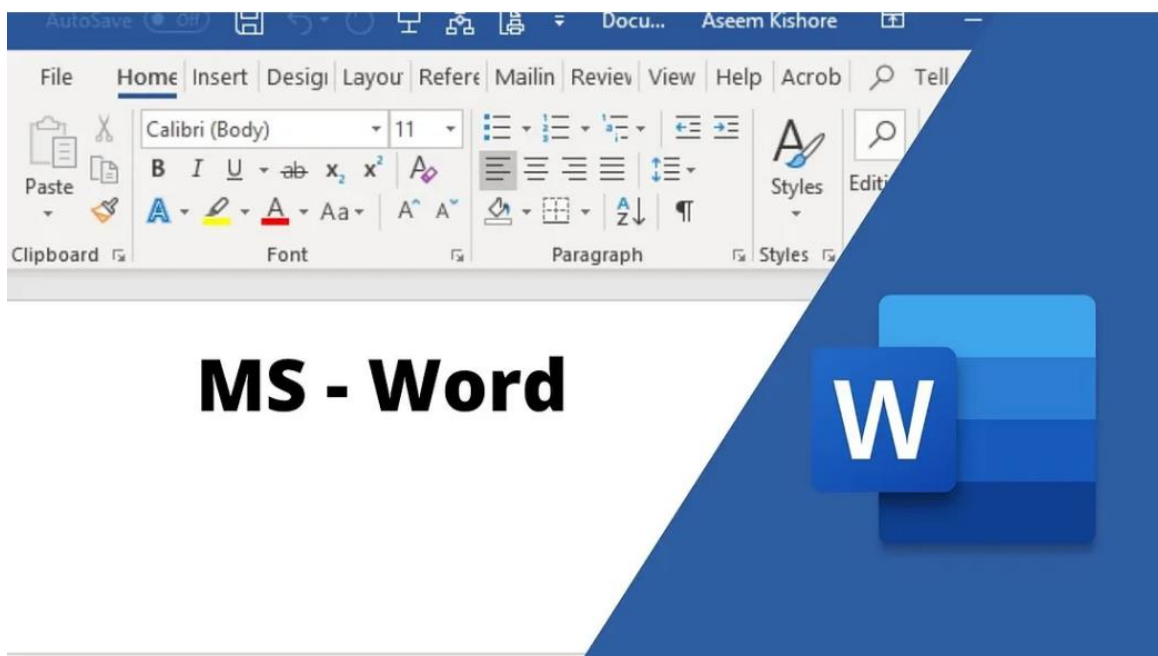 AutoSave Off Docu... Aseem Kishore
File Home Insert Desigı Layouı Refere Mailin Reviev View Help Acrob Tell
Calibri (Body) 11
B I U ab x₂ x² A
Paste
A A Aa A A
Styles
Editi
Clipboard Font Paragraph Styles
MS - Word
W